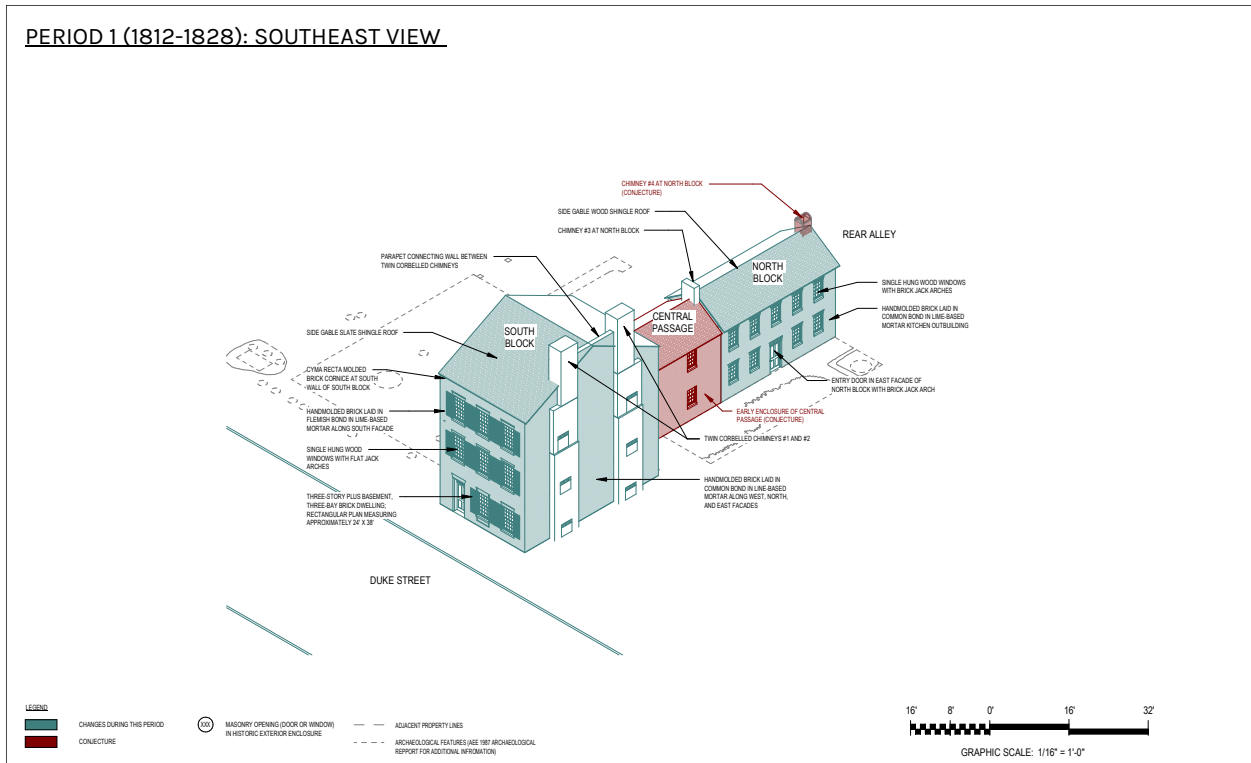 PERIOD 1 (1812-1828): SOUTHEAST VIEW
CHIMNEY #4 AT NORTH BLOCK
(CONJECTURE)
SIDE GABLE WOOD SHINGLE ROOF
CHIMNEY #3 AT NORTH BLOCK
REAR ALLEY
PARAPET CONNECTING WALL BETWEEN
TWIN CORBELLED CHIMNEYS
NORTH
BLOCK
SINGLE HUNG WOOD WINDOWS
WITH BRICK JACK ARCHES
HANDMOLDED BRICK LAID IN
COMMON BOND IN LIME-BASED
MORTAR KITCHEN OUTBUILDING
CENTRAL
PASSAGE
SOUTH
BLOCK
SIDE GABLE SLATE SHINGLE ROOF
CYMA RECTA MOLDED
BRICK CORNICE AT SOUTH
WALL OF SOUTH BLOCK
ENTRY DOOR IN EAST FACADE OF
NORTH BLOCK WITH BRICK JACK ARCH
HANDMOLDED BRICK LAID IN
FLEMISH BOND IN LIME-BASED
MORTAR ALONG SOUTH FACADE
EARLY ENCLOSURE OF CENTRAL
PASSAGE (CONJECTURE)
TWIN CORBELLED CHIMNEYS #1 AND #2
SINGLE HUNG WOOD
WINDOWS WITH FLAT JACK
ARCHES
HANDMOLDED BRICK LAID IN
COMMON BOND IN LINE-BASED
MORTAR ALONG WEST, NORTH,
AND EAST FACADES
THREE-STORY PLUS BASEMENT,
THREE-BAY BRICK DWELLING;
RECTANGULAR PLAN MEASURING
APPROXIMATELY 24' X 38'
DUKE STREET
LEGEND
CHANGES DURING THIS PERIOD
CONJECTURE
XXX
MASONRY OPENING (DOOR OR WINDOW)
IN HISTORIC EXTERIOR ENCLOSURE
ADJACENT PROPERTY LINES
ARCHAEOLOGICAL FEATURES (AEE 1987 ARCHAEOLOGICAL
REPPORT FOR ADDITIONAL INFROMATION)
16' 8' 0' 16' 32'
GRAPHIC SCALE: 1/16" = 1'-0"